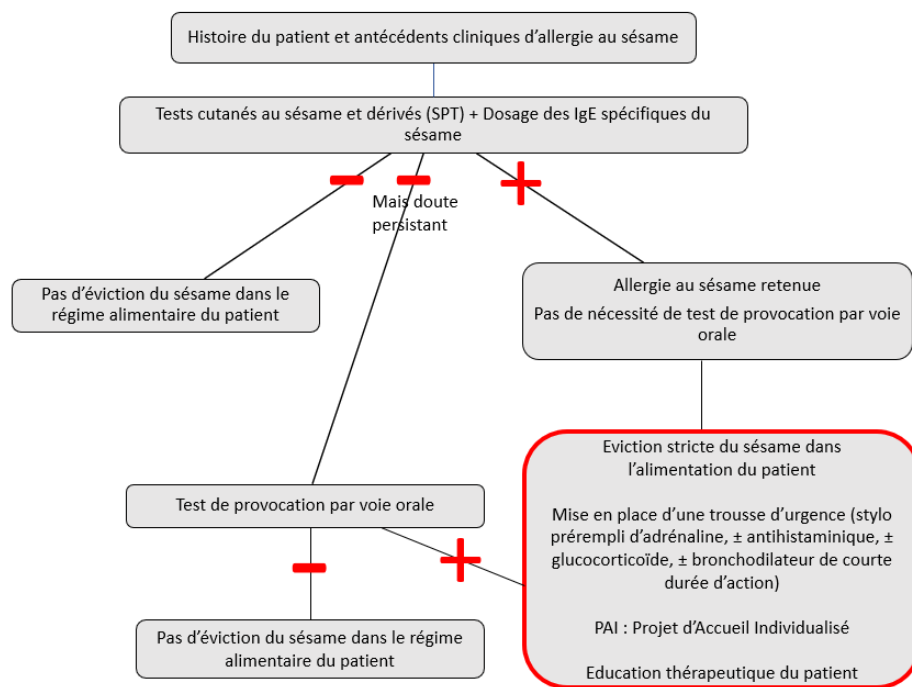 Histoire du patient et antécédents cliniques d'allergie au sésame
Tests cutanés au sésame et dérivés (SPT) + Dosage des IgE spécifiques du
sésame
Mais doute
persistant
Pas d'éviction du sésame dans le
régime alimentaire du patient
Allergie au sésame retenue
Pas de nécessité de test de provocation par voie
orale
Test de provocation par voie orale
Pas d'éviction du sésame dans le régime
alimentaire du patient
Eviction stricte du sésame dans
l'alimentation du patient
Mise en place d'une trousse d'urgence (stylo
prérempli d'adrénaline, ± antihistaminique, ±
glucocorticoïde, ± bronchodilateur de courte
durée d'action)
PAI : Projet d'Accueil Individualisé
Education thérapeutique du patient